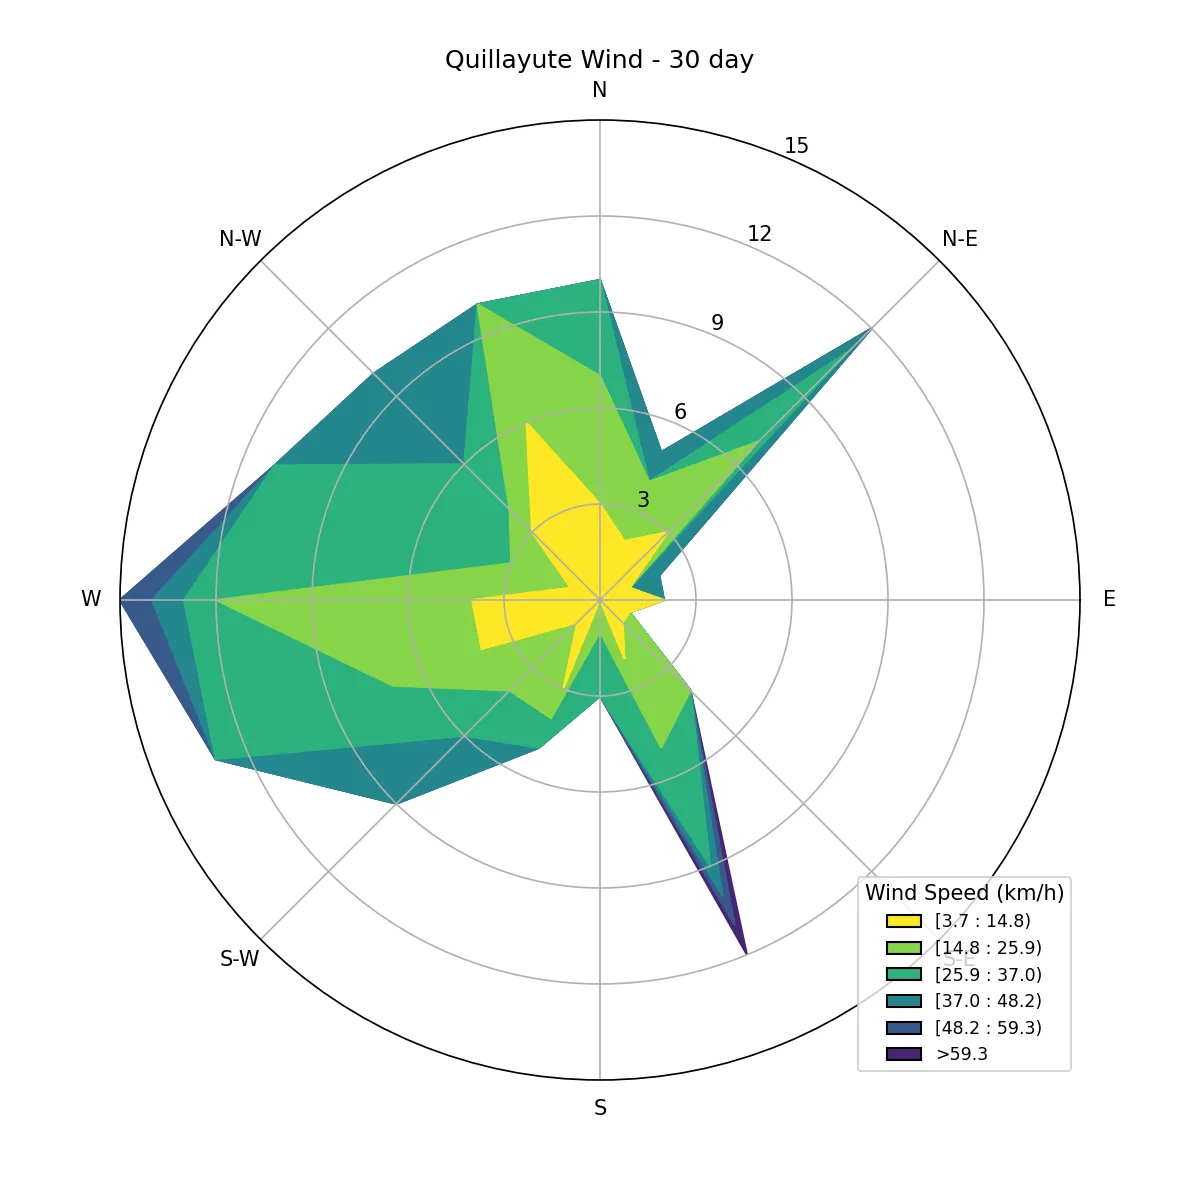 Quillayute Wind - 30 day
N
15
N-W
12
N-E
9
6
3
W
E
Wind Speed (km/h)
[3.7 : 14.8)
[14.8 : 25.9)
S-W
S-E
[25.9 : 37.0)
[37.0 : 48.2)
[48.2 : 59.3)
>59.3
S